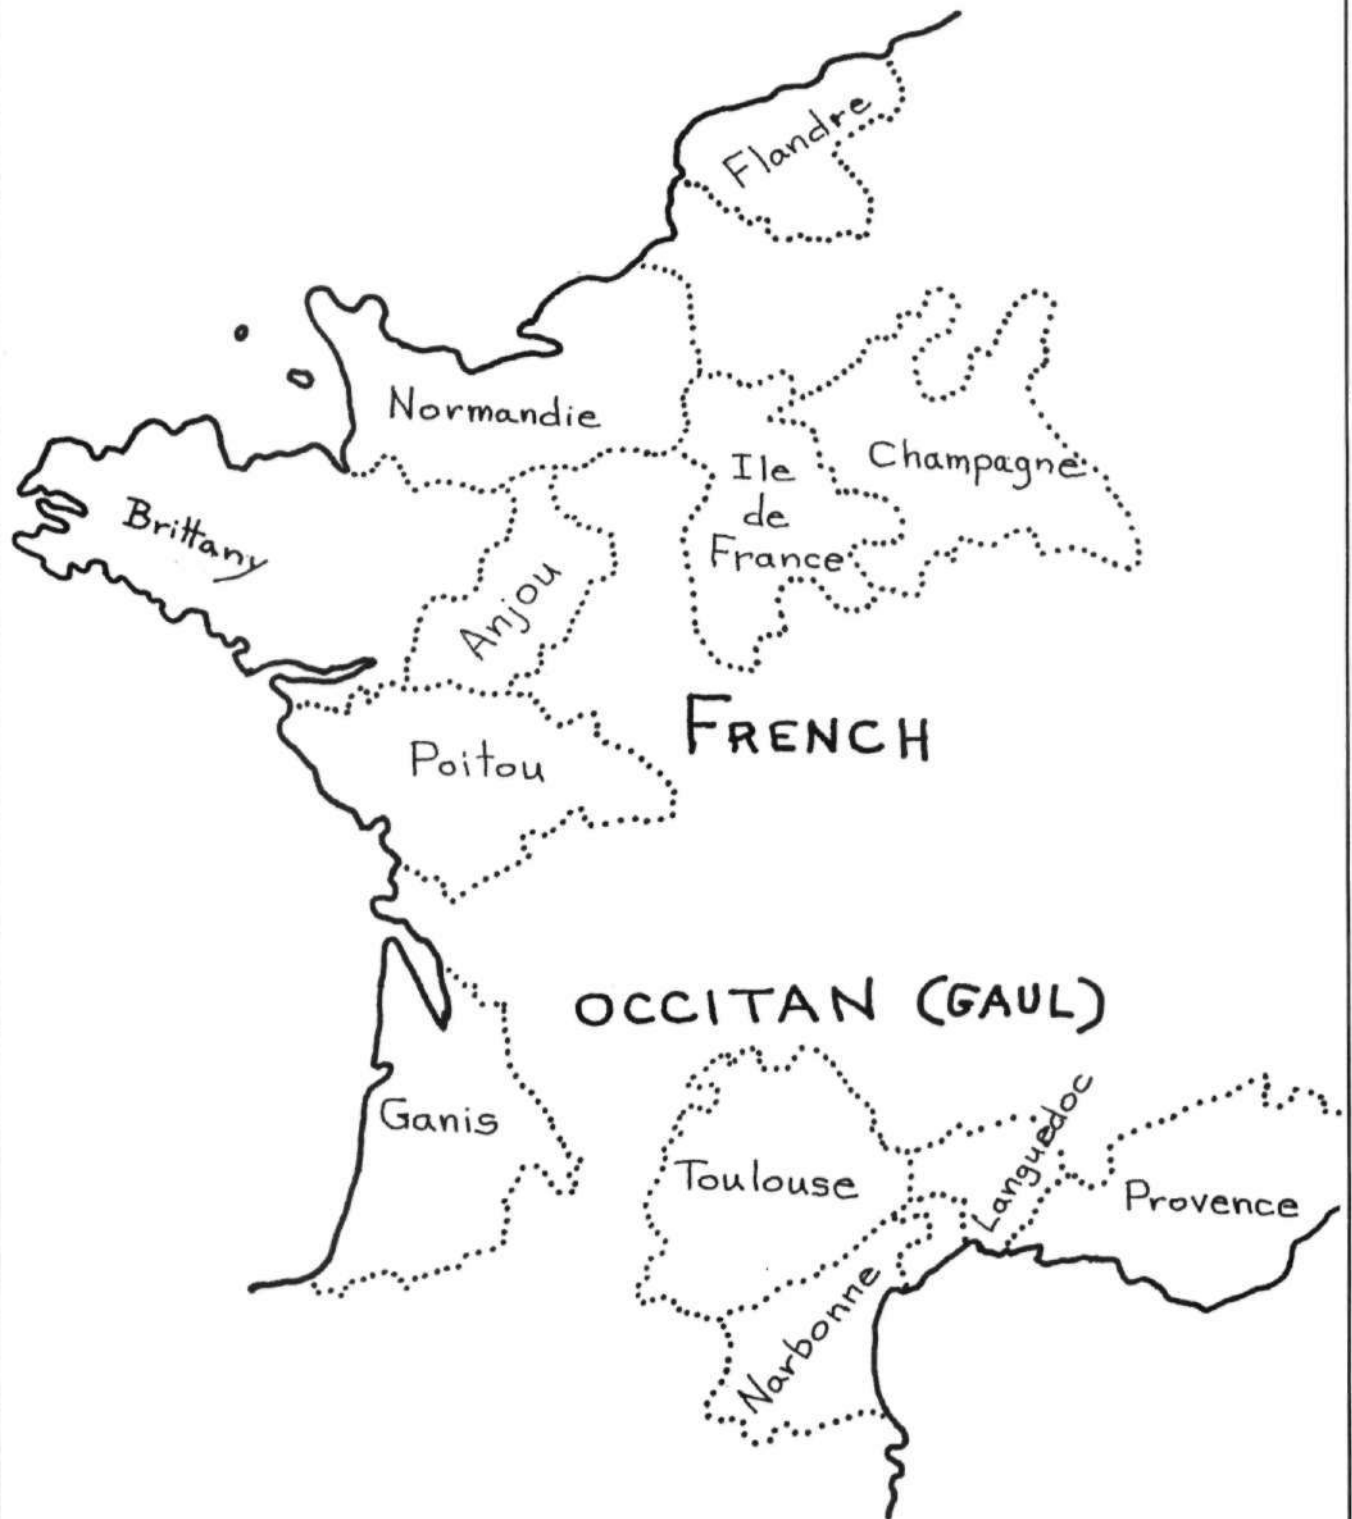 Flandre
Normandie
Champagne
Ile
de
France
Brittany
Anjou
FRENCH
Poitou
OCCITAN (GAUL)
Ganis
Toulouse
Languedoc
Provence
Narbonne